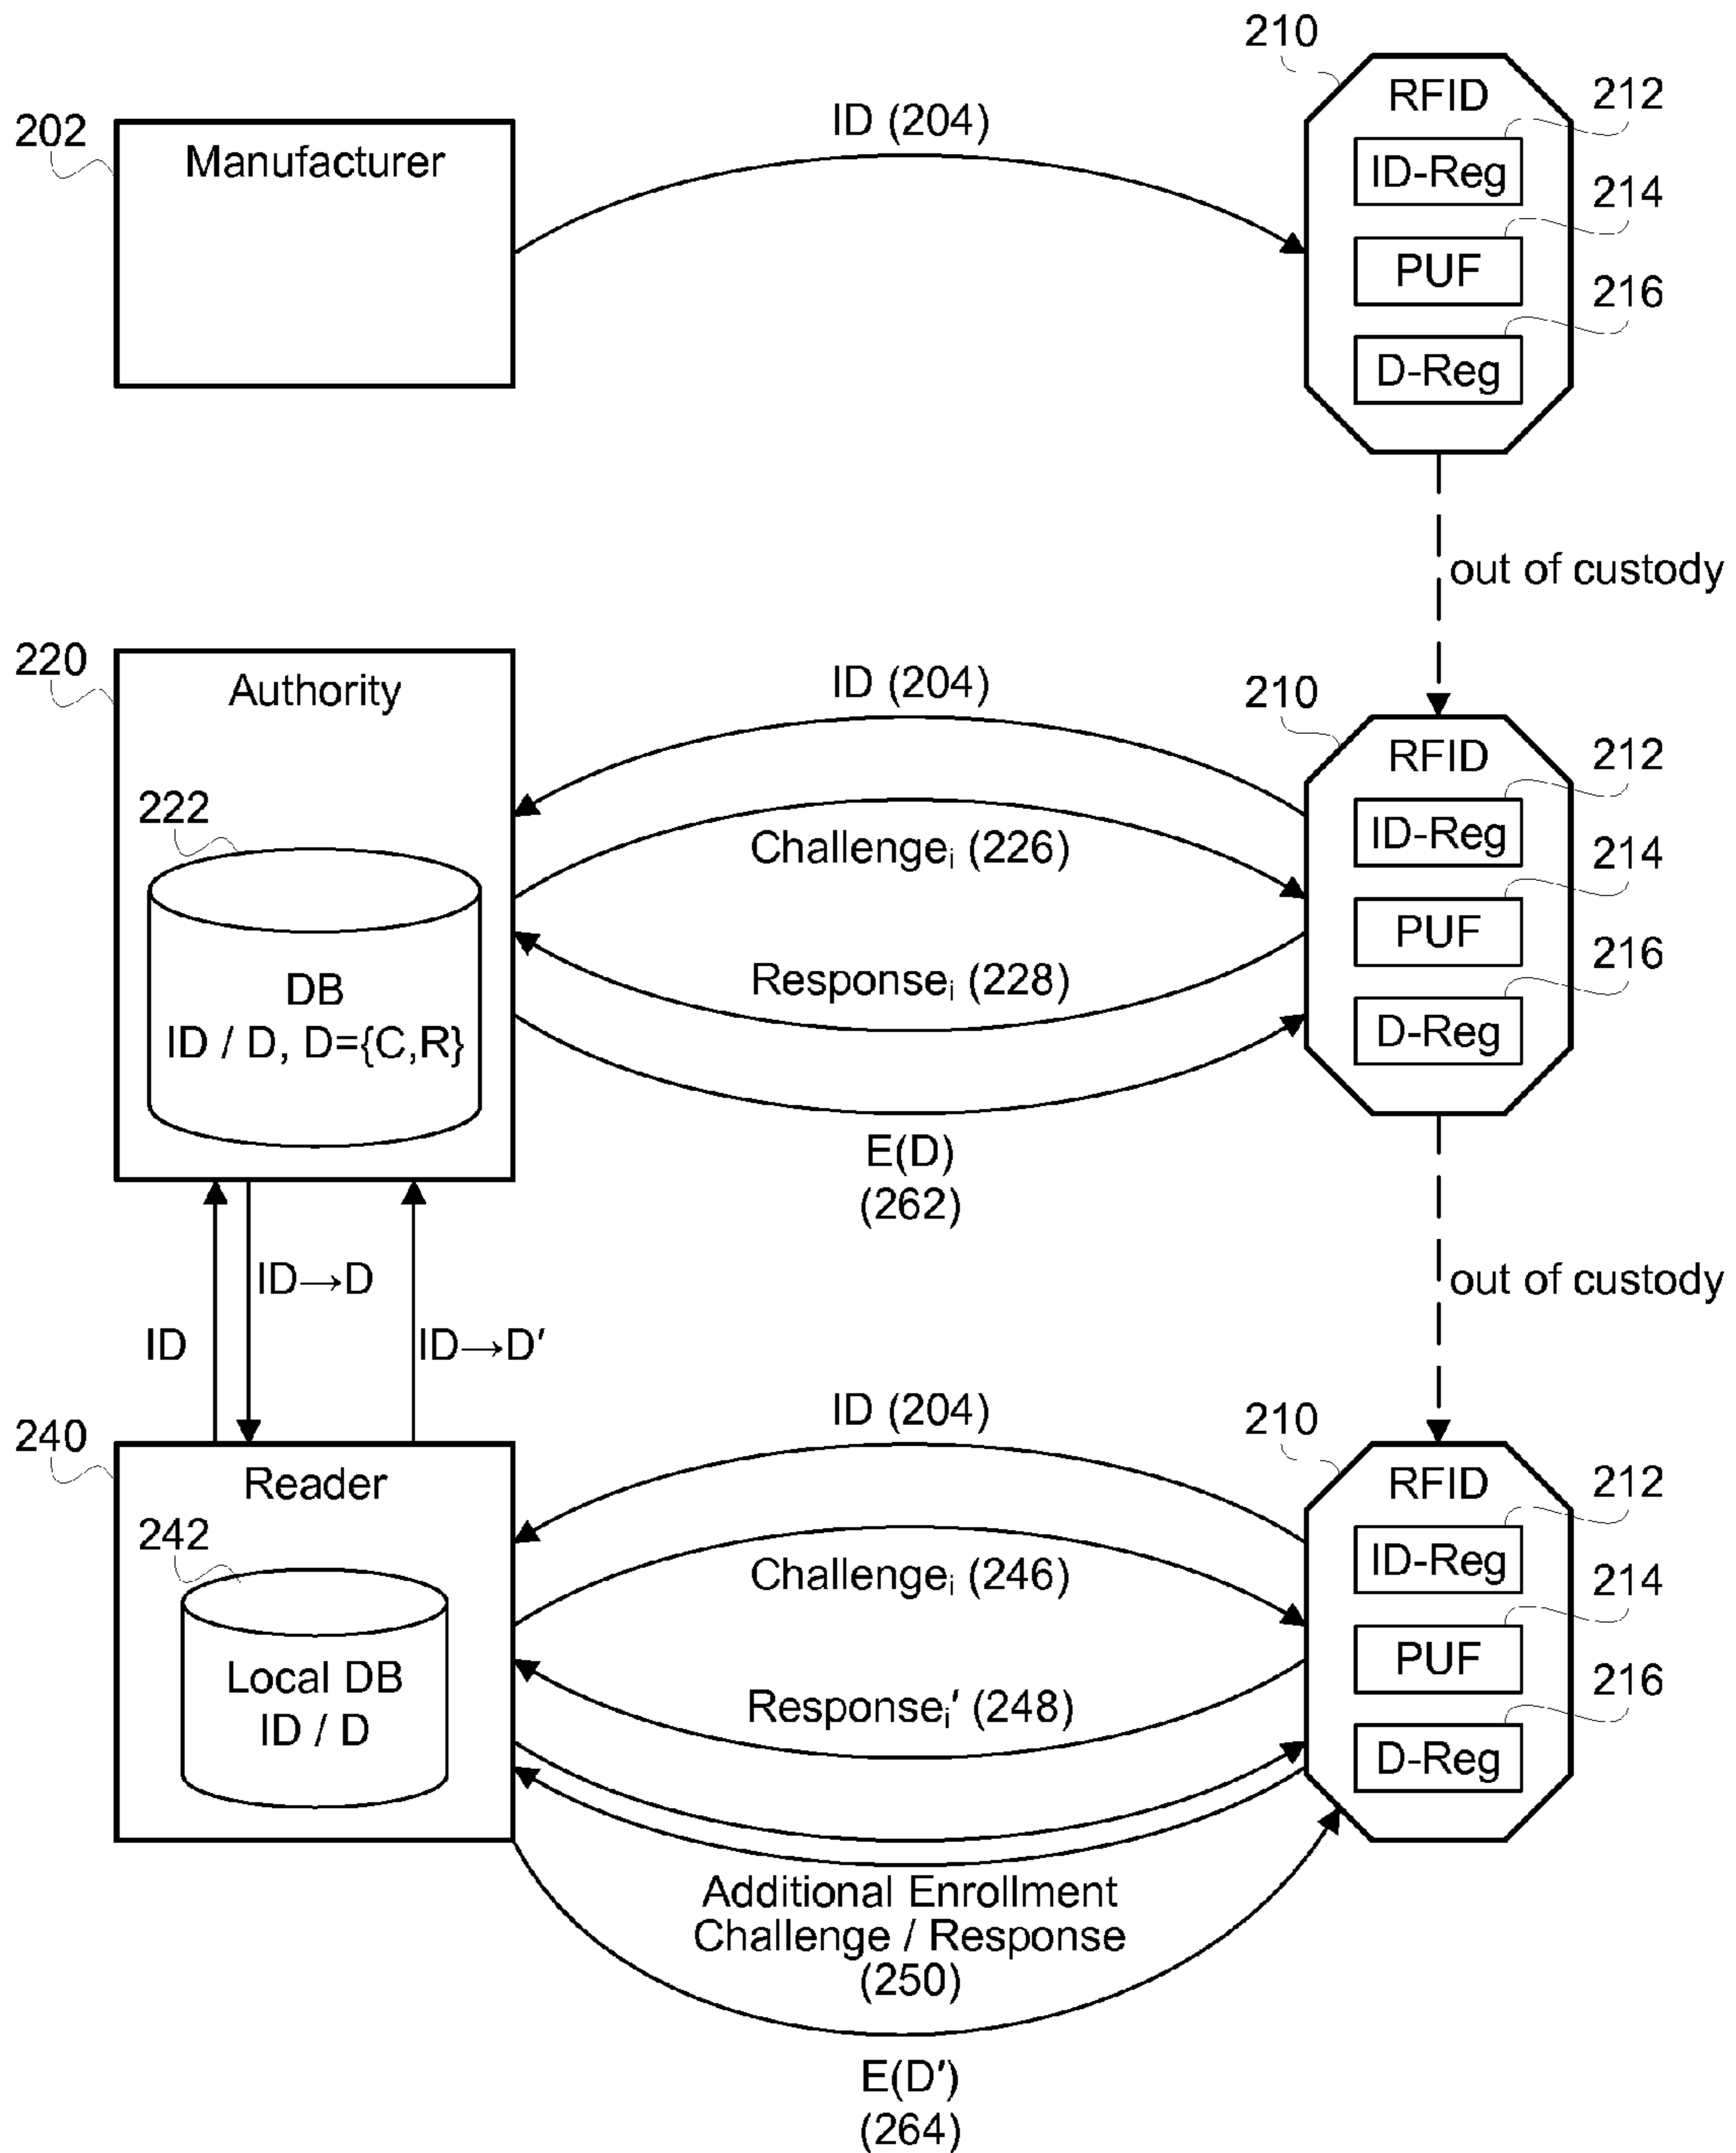 210
202
Manufacturer
ID (204)
RFID
212
ID-Reg
214
PUF
216
D-Reg
out of custody
220
Authority
222
DB
ID / D, D={C,R}
ID (204)
Challengeᵢ (226)
Responseᵢ (228)
E(D)
(262)
210
RFID
212
ID-Reg
214
PUF
216
D-Reg
out of custody
ID
ID→D
ID→D′
240
Reader
242
Local DB
ID / D
ID (204)
Challengeᵢ (246)
Responseᵢ′ (248)
Additional Enrollment
Challenge / Response
(250)
E(D′)
(264)
210
RFID
212
ID-Reg
214
PUF
216
D-Reg